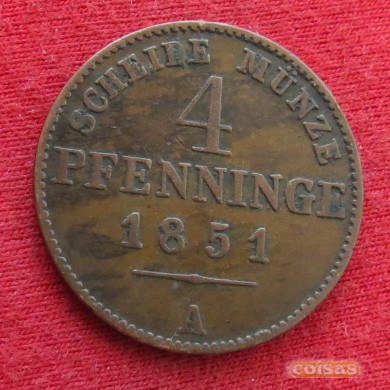 SCHEIDE MÜNZE
4
PFENNINGE
1851
A
coisas